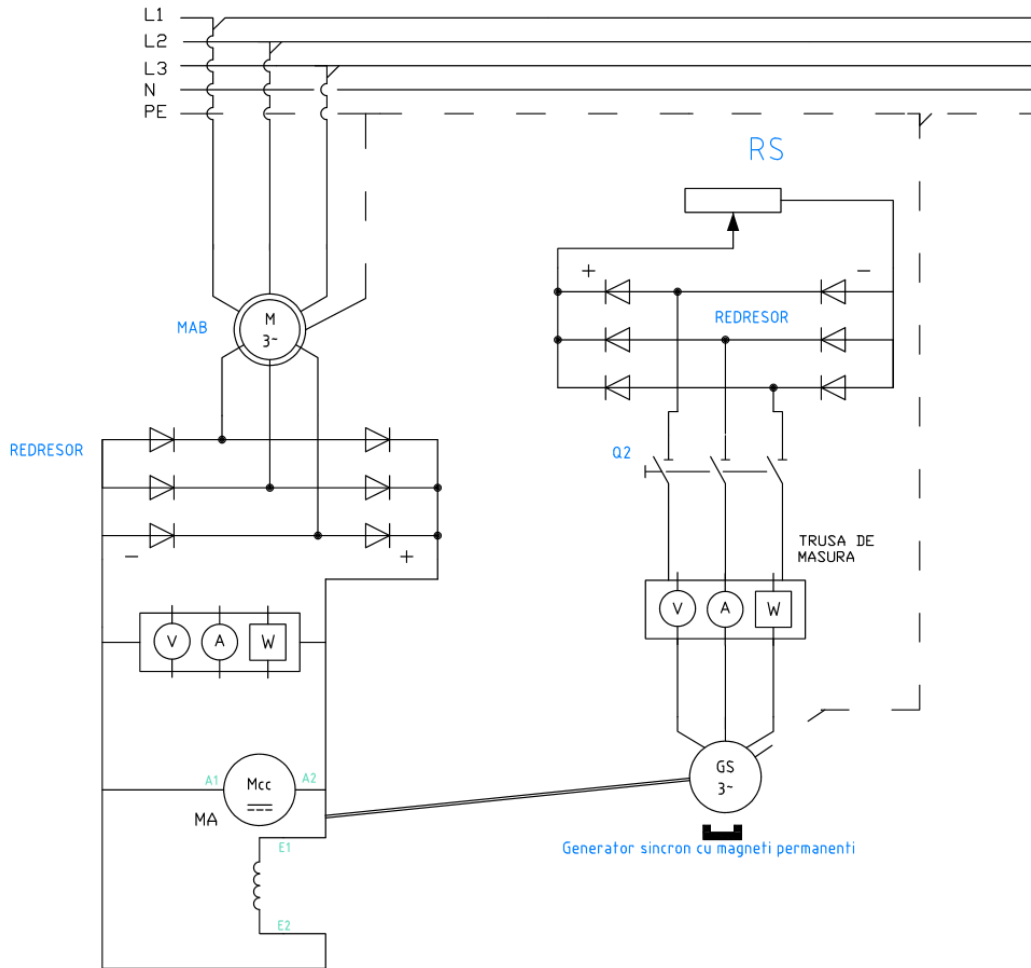 L1
L2
L3
N
PE
RS
+
−
REDRESOR
MAB
M
3~
REDRESOR
−
+
Q2
TRUSA DE
MASURA
V
A
W
V
A
W
A1
Mcc
A2
MA
GS
3~
E1
E2
Generator sincron cu magneti permanenti